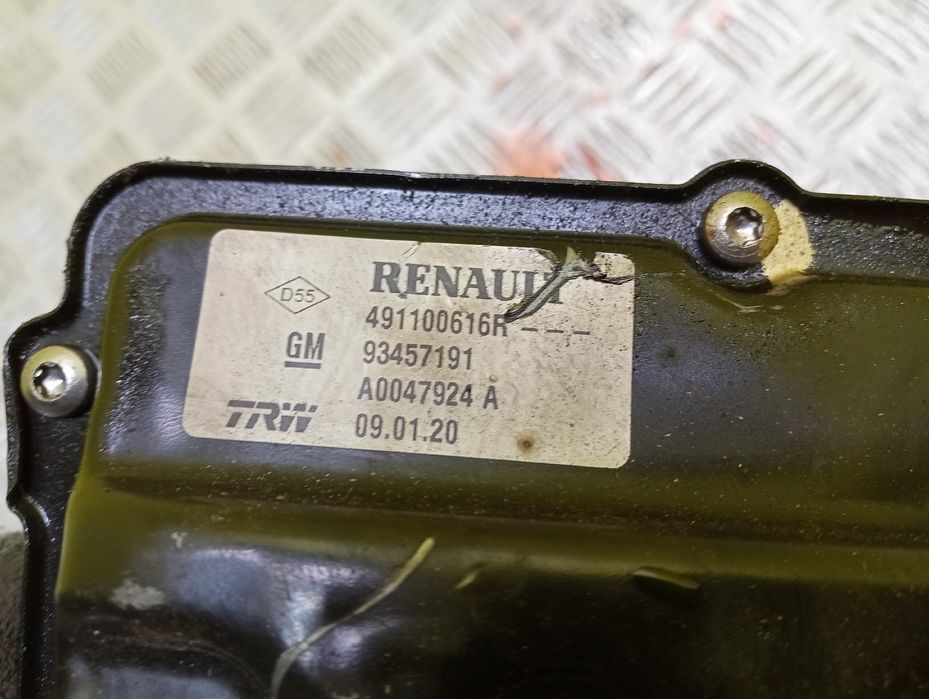 D55
RENAULT
491100616R---
GM
93457191
A0047924 A
TRW
09.01.20